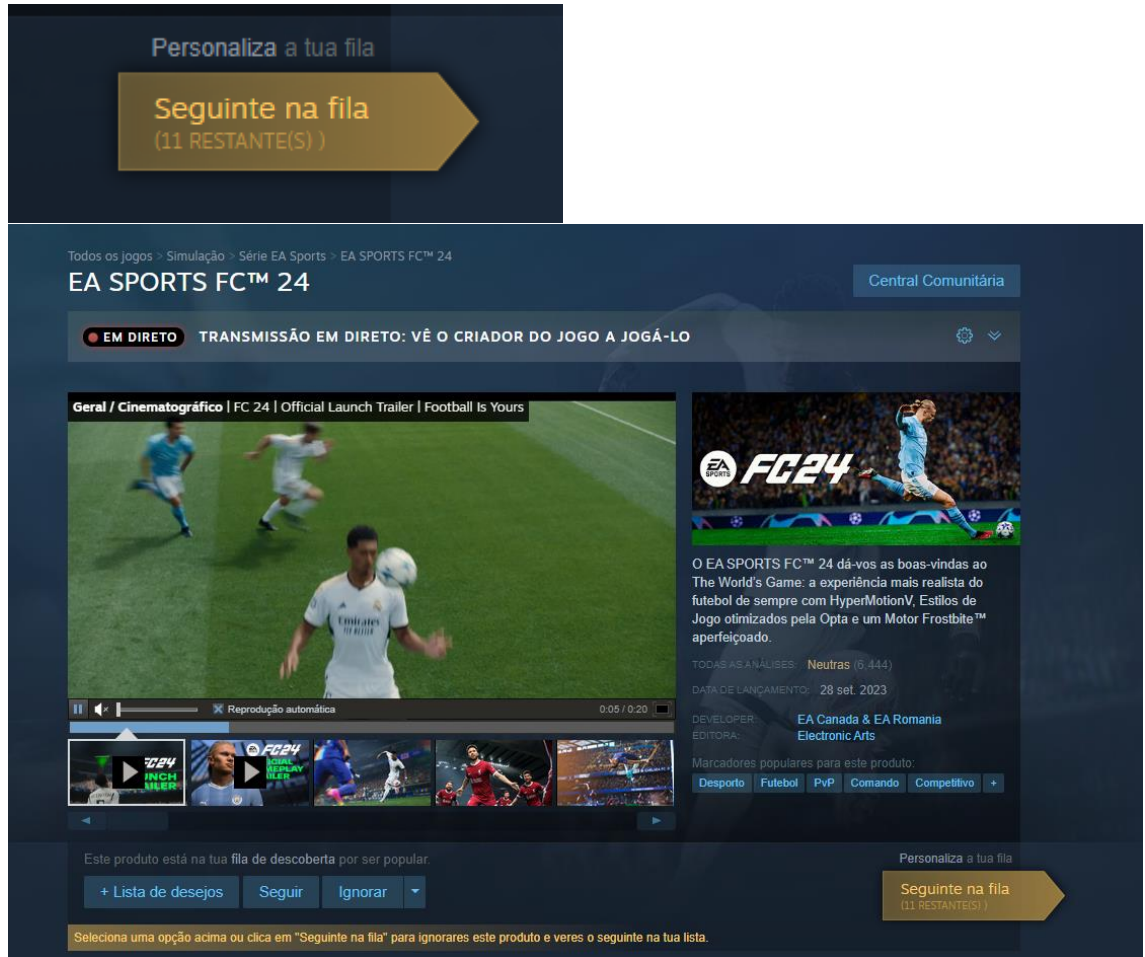 Personaliza a tua fila
Seguinte na fila
(11 RESTANTE(S) )
Todos os jogos > Simulação > Série EA Sports > EA SPORTS FC™ 24
EA SPORTS FC™ 24
Central Comunitária
EM DIRETO TRANSMISSÃO EM DIRETO: VÊ O CRIADOR DO JOGO A JOGÁ-LO
Geral / Cinematográfico | FC 24 | Official Launch Trailer | Football Is Yours
Emirates
EA SPORTS FC24
O EA SPORTS FC™ 24 dá-vos as boas-vindas ao
The World's Game: a experiência mais realista do
futebol de sempre com HyperMotionV, Estilos de
Jogo otimizados pela Opta e um Motor Frostbite™
aperfeiçoado.
TODAS AS ANÁLISES: Neutras (6,444)
DATA DE LANÇAMENTO: 28 set. 2023
DEVELOPER: EA Canada & EA Romania
EDITORA: Electronic Arts
Marcadores populares para este produto:
Desporto Futebol PvP Comando Competitivo +
Reprodução automática 0:05 / 0:20
FC24
FC24
Este produto está na tua fila de descoberta por ser popular.
+ Lista de desejos Seguir Ignorar
Personaliza a tua fila
Seguinte na fila
(11 RESTANTE(S) )
Seleciona uma opção acima ou clica em "Seguinte na fila" para ignorares este produto e veres o seguinte na tua lista.